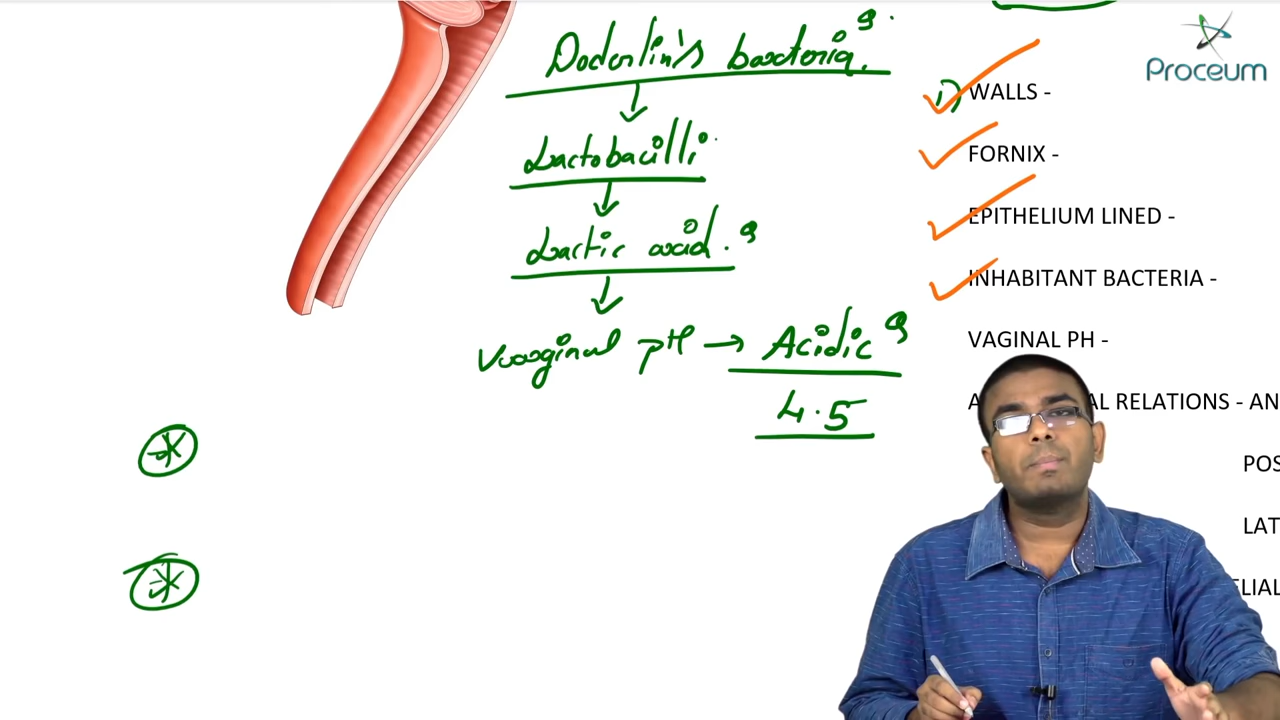 Doderlin's bacteria.
Lactobacilli
Lactic acid.
Vaaginal pH → Acidic
4.5
Proceum
i) WALLS -
FORNIX -
EPITHELIUM LINED -
INHABITANT BACTERIA -
VAGINAL PH -
A AL RELATIONS - AN
POS
LAT
ELIAL